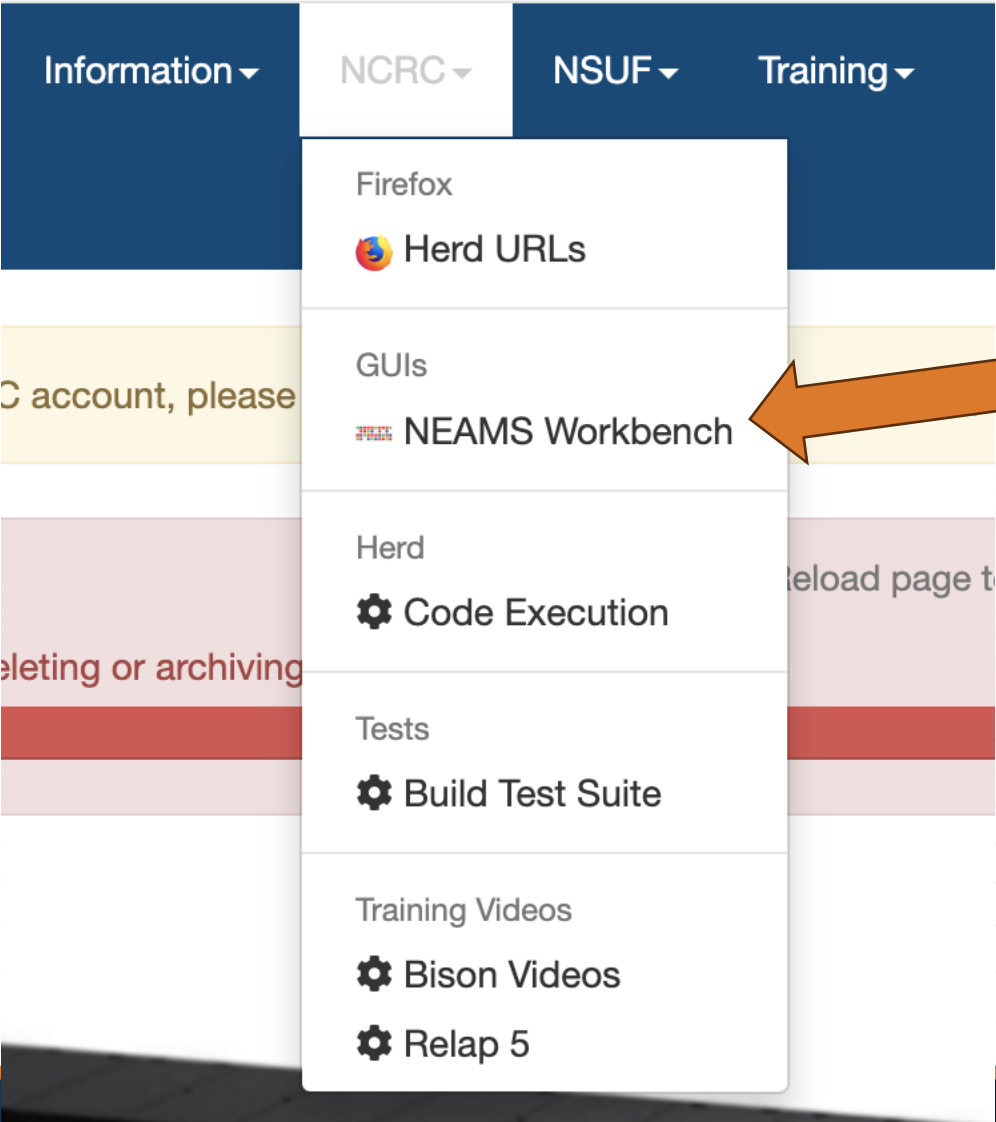 Information NCRC NSUF Training
Firefox
Herd URLs
GUIs
NEAMS Workbench
Herd
Code Execution
Tests
Build Test Suite
Training Videos
Bison Videos
Relap 5
C account, please
Reload page to
eleting or archiving